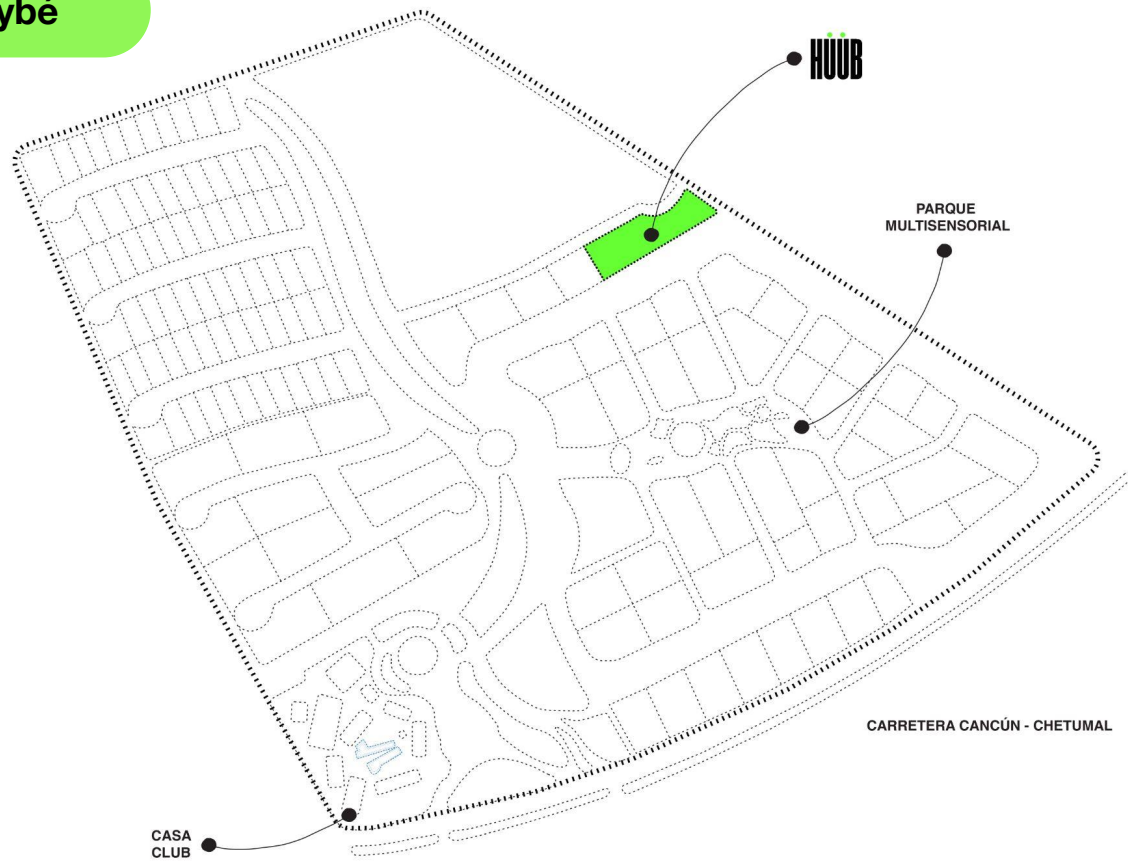 ybé
HÜÜB
PARQUE
MULTISENSORIAL
CARRETERA CANCÚN - CHETUMAL
CASA
CLUB